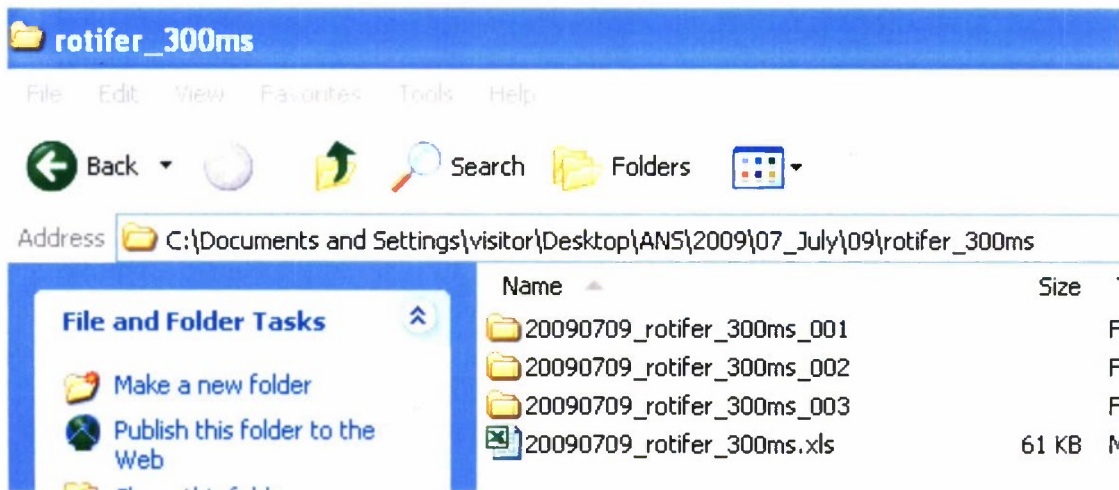 rotifer_300ms
File Edit View Favorites Tools Help
Back Search Folders
Address C:\Documents and Settings\visitor\Desktop\ANS\2009\07_July\09\rotifer_300ms
Name Size
File and Folder Tasks
20090709_rotifer_300ms_001 F
20090709_rotifer_300ms_002 F
Make a new folder
20090709_rotifer_300ms_003 F
Publish this folder to the
Web
20090709_rotifer_300ms.xls 61 KB M